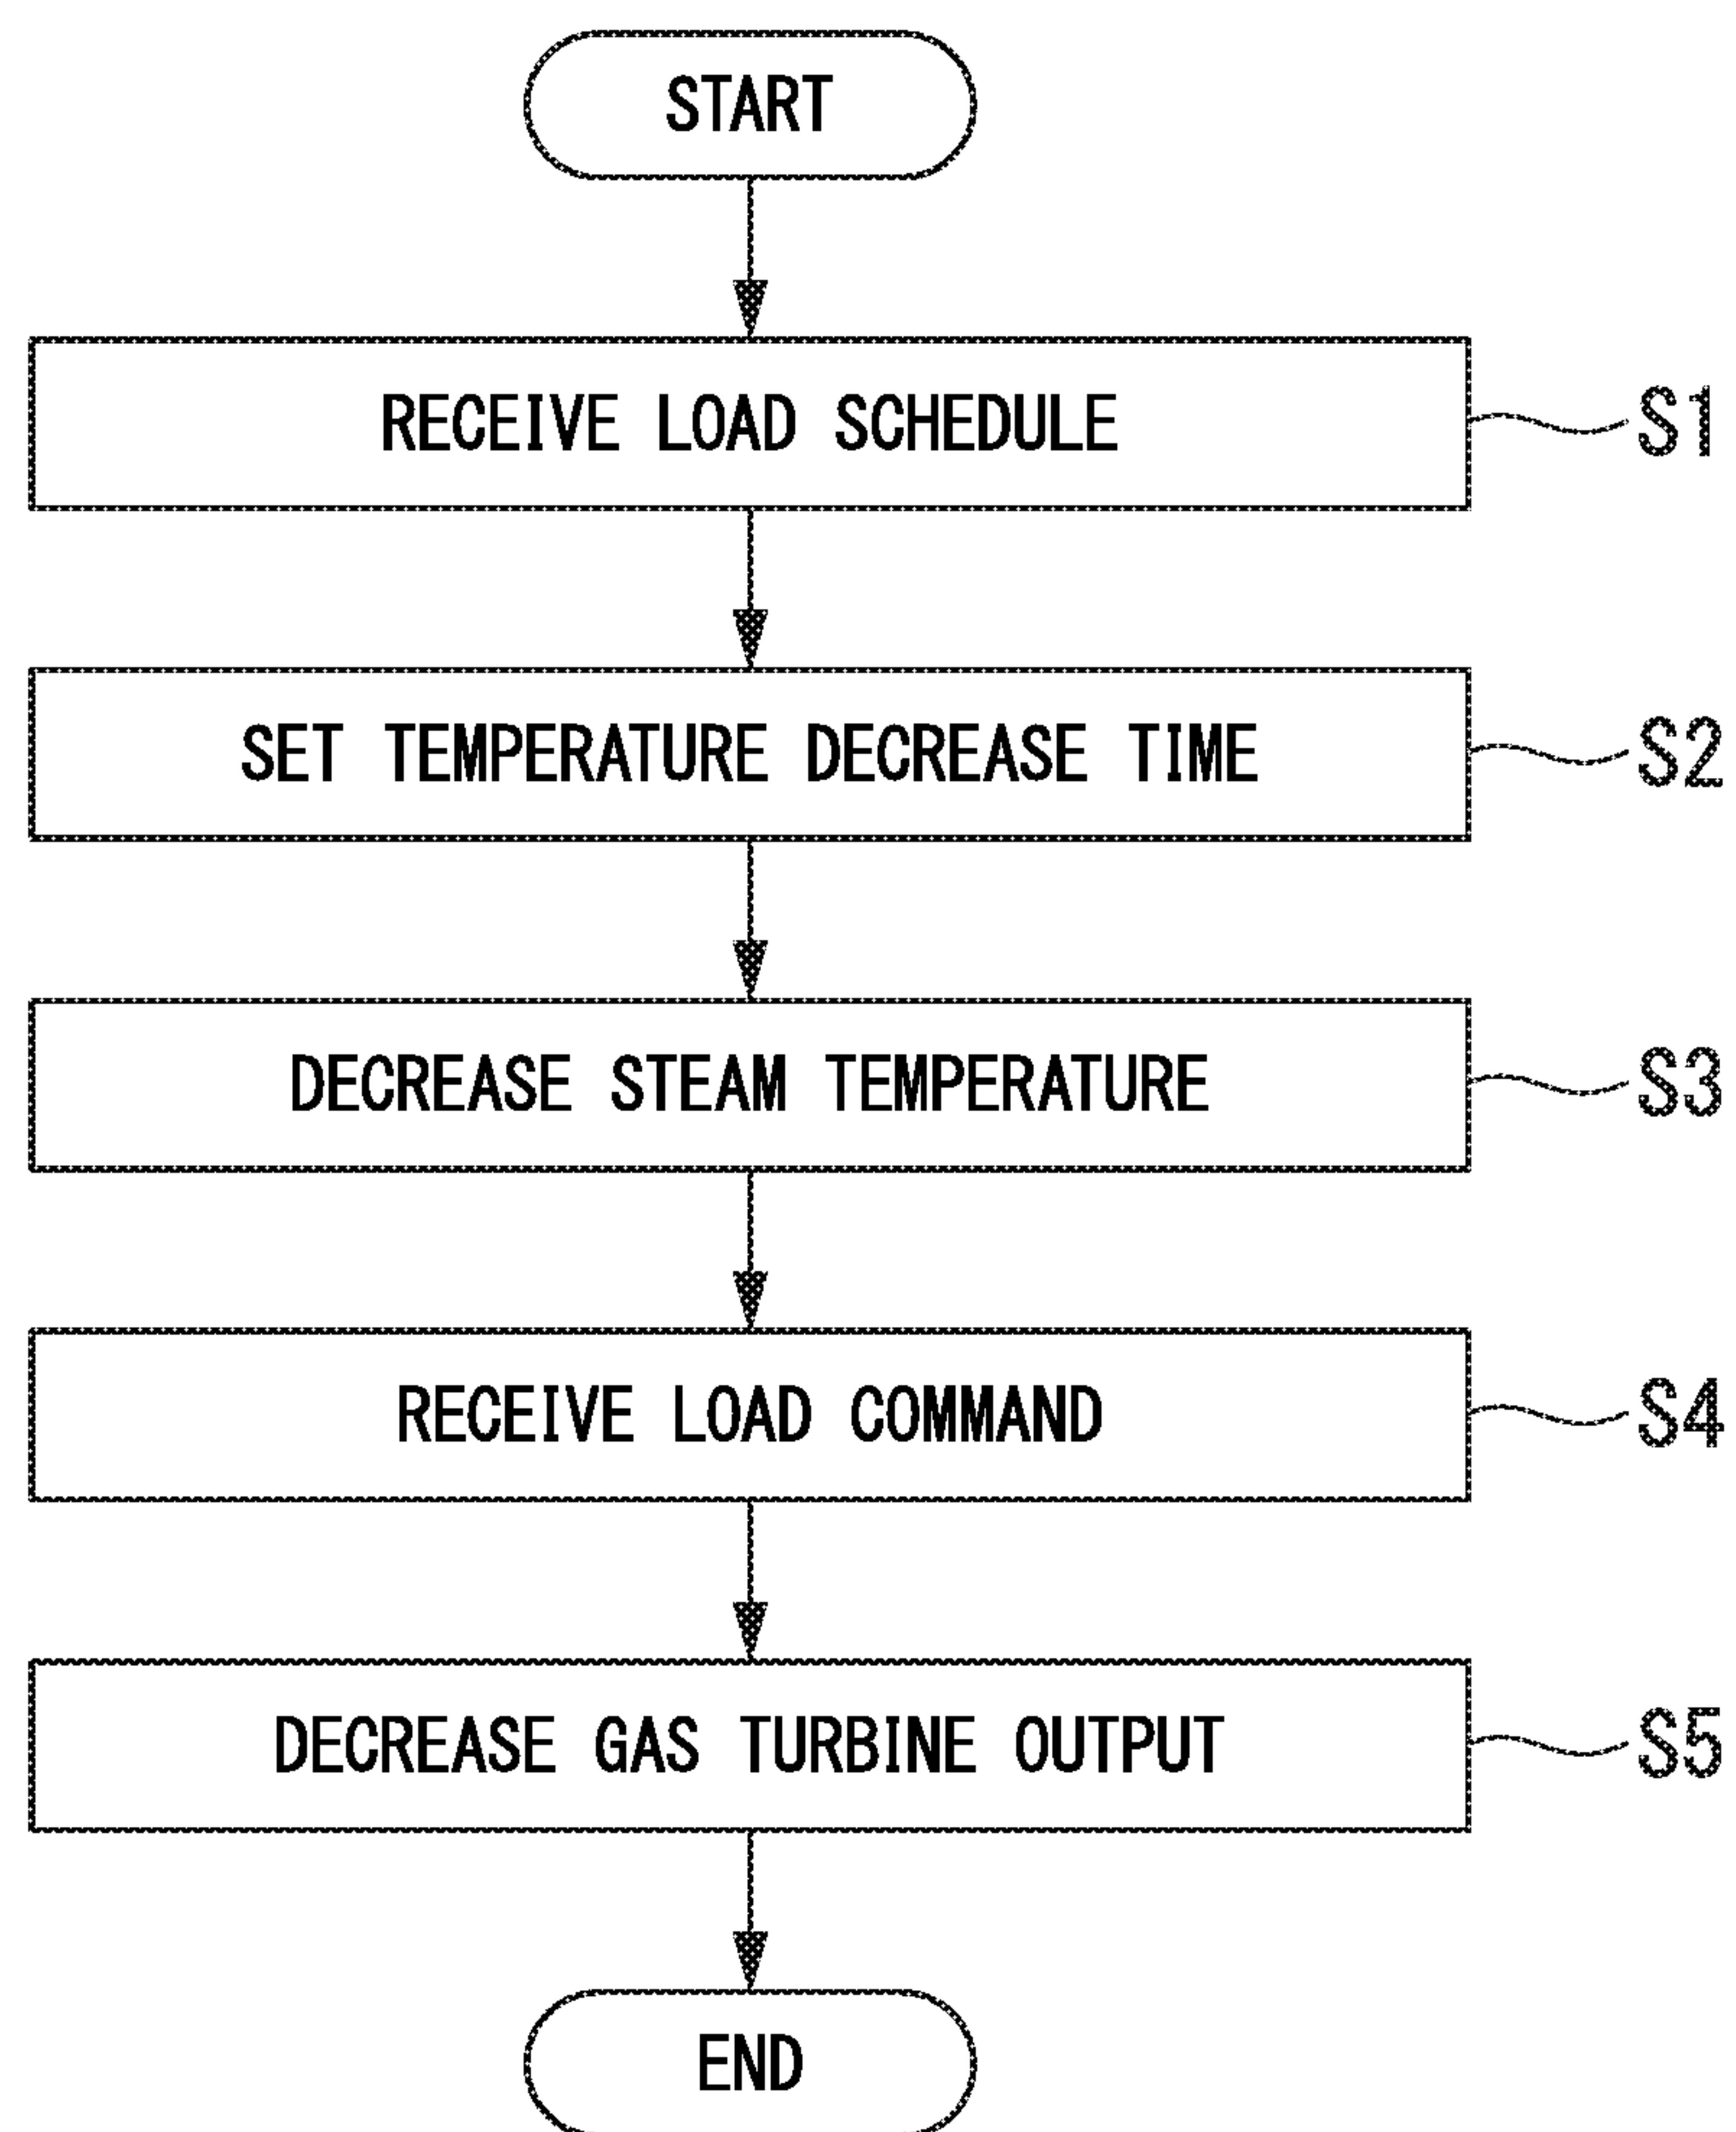 START
RECEIVE LOAD SCHEDULE S1
SET TEMPERATURE DECREASE TIME S2
DECREASE STEAM TEMPERATURE S3
RECEIVE LOAD COMMAND S4
DECREASE GAS TURBINE OUTPUT S5
END